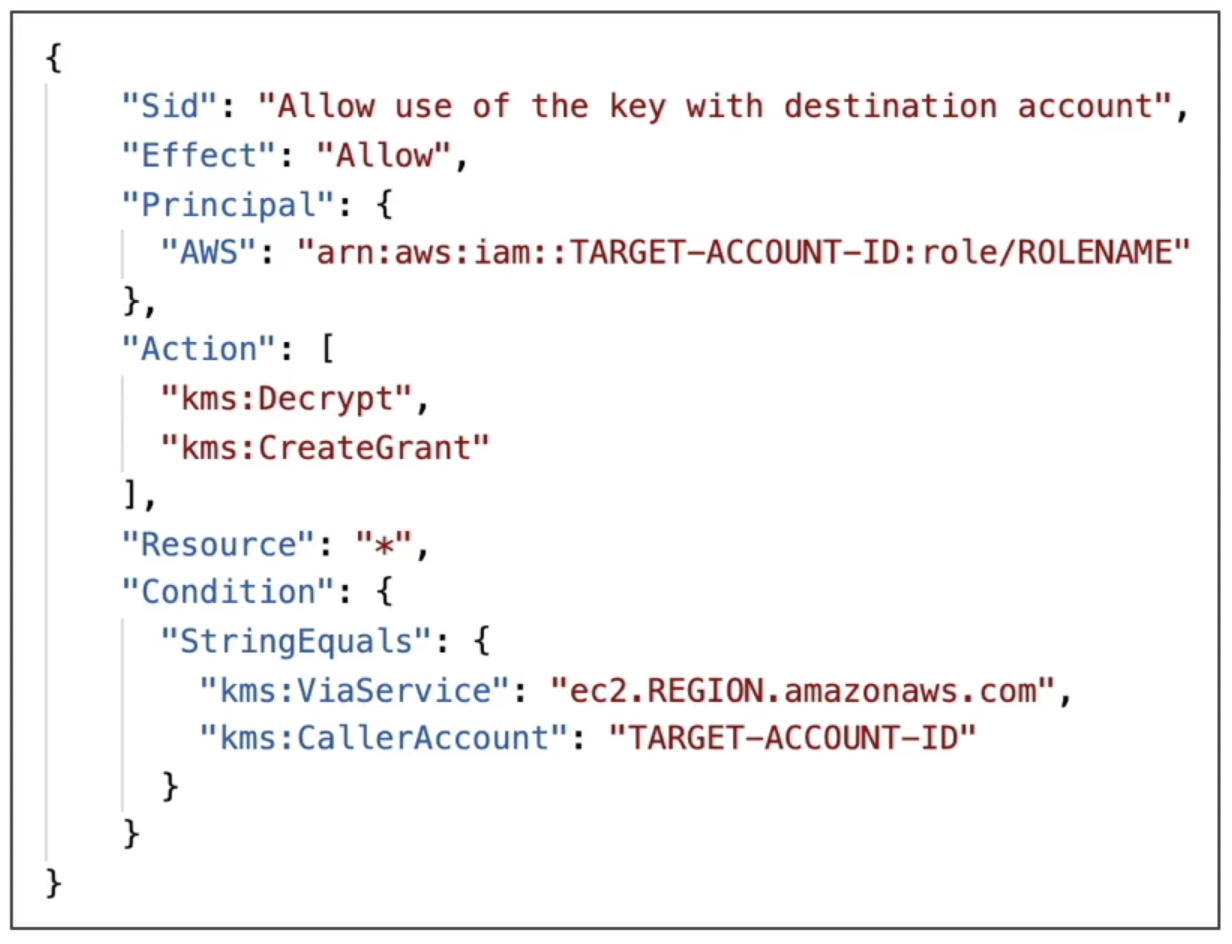 {
"Sid": "Allow use of the key with destination account",
"Effect": "Allow",
"Principal": {
"AWS": "arn:aws:iam::TARGET-ACCOUNT-ID:role/ROLENAME"
},
"Action": [
"kms:Decrypt",
"kms:CreateGrant"
],
"Resource": "*",
"Condition": {
"StringEquals": {
"kms:ViaService": "ec2.REGION.amazonaws.com",
"kms:CallerAccount": "TARGET-ACCOUNT-ID"
}
}
}